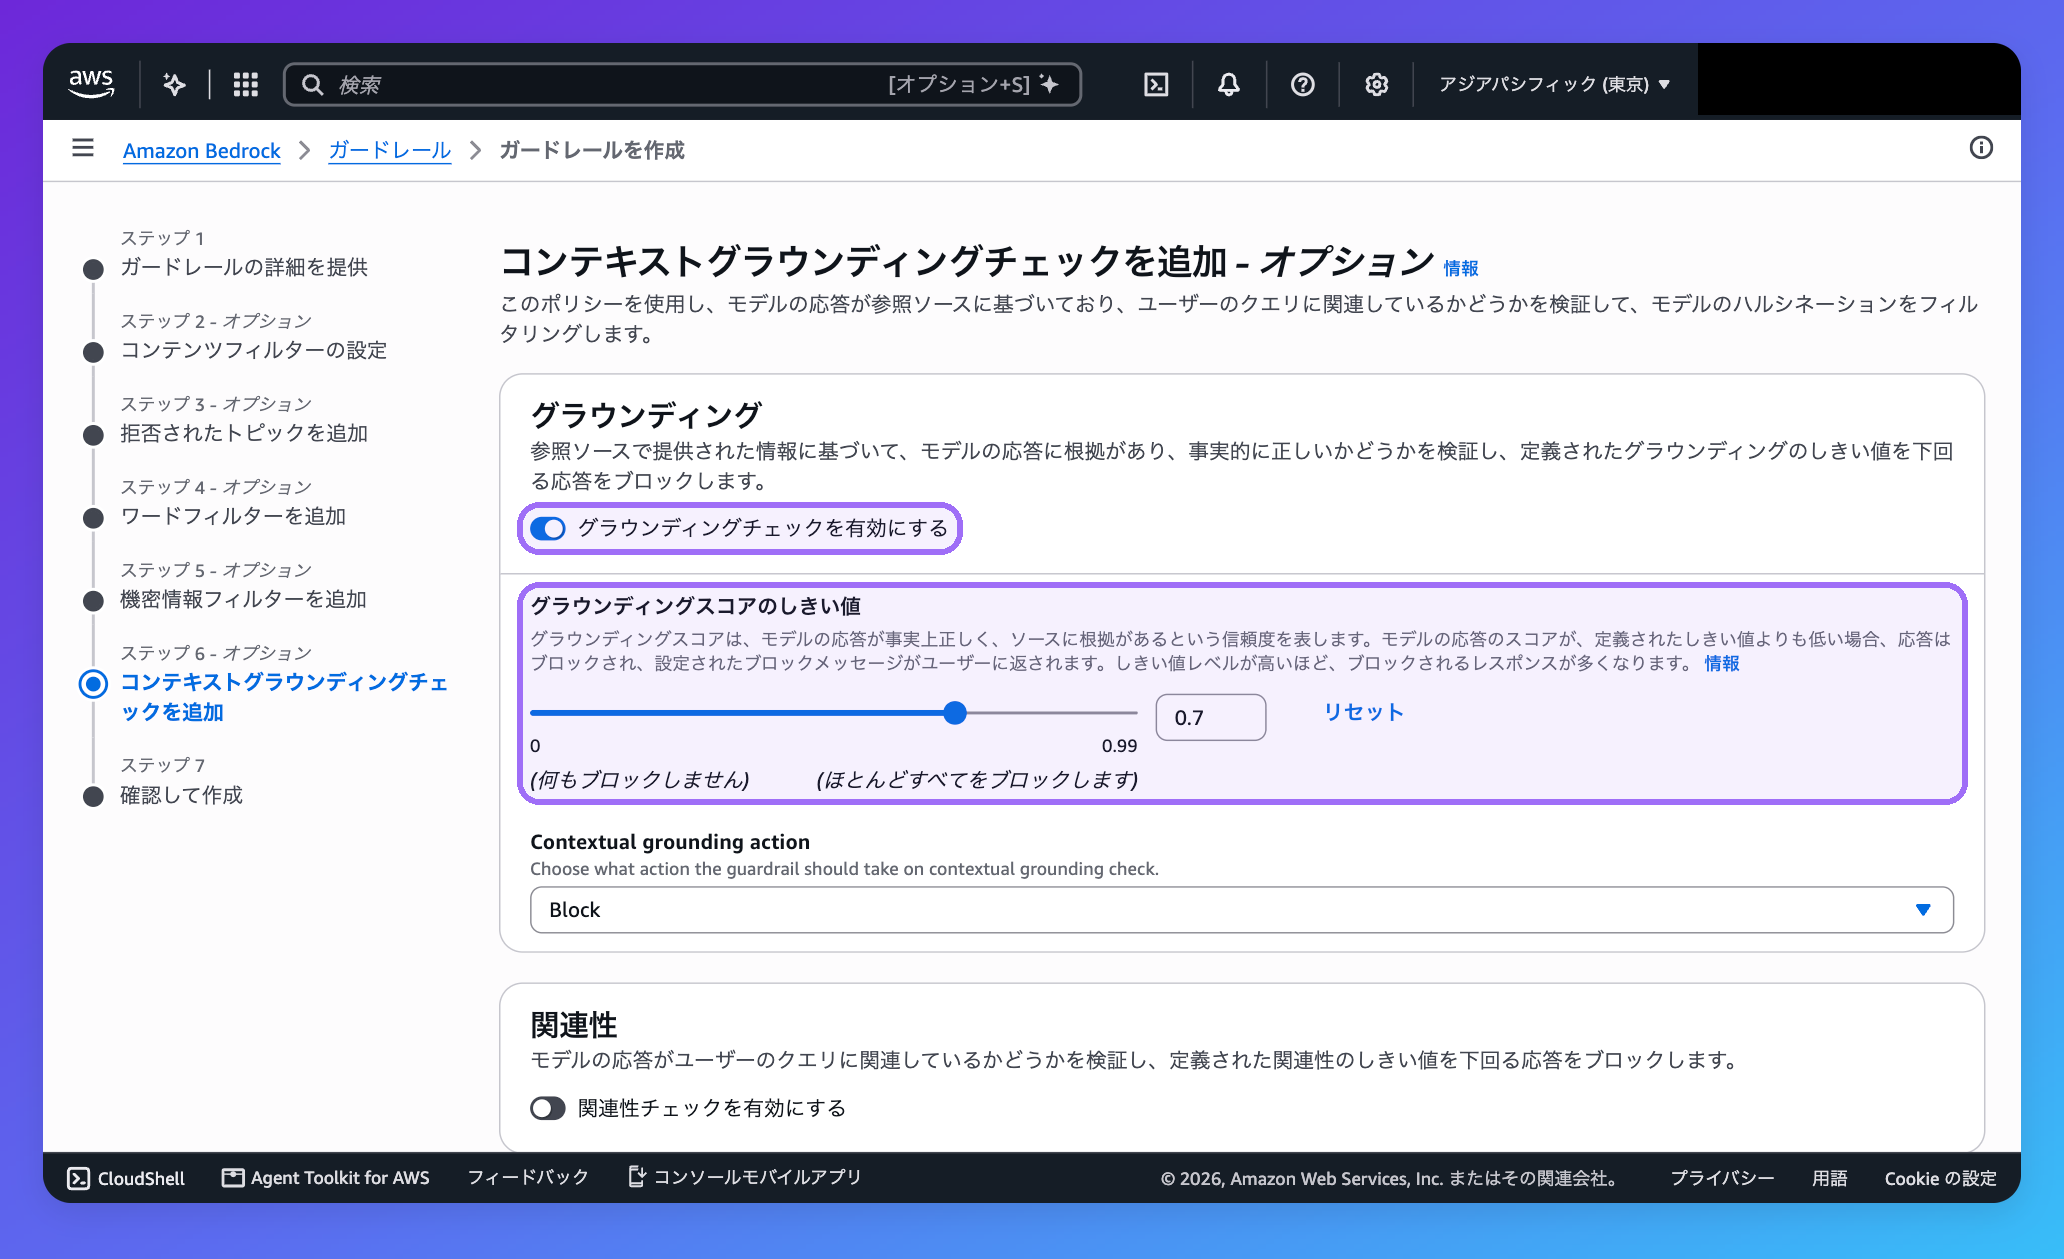 aws
検索
[オプション+S]
アジアパシフィック (東京) ▼
Amazon Bedrock
ガードレール
ガードレールを作成
ステップ 1
ガードレールの詳細を提供
ステップ 2 - オプション
コンテンツフィルターの設定
ステップ 3 - オプション
拒否されたトピックを追加
ステップ 4 - オプション
ワードフィルターを追加
ステップ 5 - オプション
機密情報フィルターを追加
ステップ 6 - オプション
コンテキストグラウンディングチェ
ックを追加
ステップ 7
確認して作成
コンテキストグラウンディングチェックを追加 - オプション 情報
このポリシーを使用し、モデルの応答が参照ソースに基づいており、ユーザーのクエリに関連しているかどうかを検証して、モデルのハルシネーションをフィル
タリングします。
グラウンディング
参照ソースで提供された情報に基づいて、モデルの応答に根拠があり、事実的に正しいかどうかを検証し、定義されたグラウンディングのしきい値を下回
る応答をブロックします。
グラウンディングチェックを有効にする
グラウンディングスコアのしきい値
グラウンディングスコアは、モデルの応答が事実上正しく、ソースに根拠があるという信頼度を表します。モデルの応答のスコアが、定義されたしきい値よりも低い場合、応答は
ブロックされ、設定されたブロックメッセージがユーザーに返されます。しきい値レベルが高いほど、ブロックされるレスポンスが多くなります。 情報
0.7
リセット
0
0.99
(何もブロックしません)
(ほとんどすべてをブロックします)
Contextual grounding action
Choose what action the guardrail should take on contextual grounding check.
Block
関連性
モデルの応答がユーザーのクエリに関連しているかどうかを検証し、定義された関連性のしきい値を下回る応答をブロックします。
関連性チェックを有効にする
CloudShell
Agent Toolkit for AWS
フィードバック
コンソールモバイルアプリ
© 2026, Amazon Web Services, Inc. またはその関連会社。
プライバシー
用語
Cookie の設定